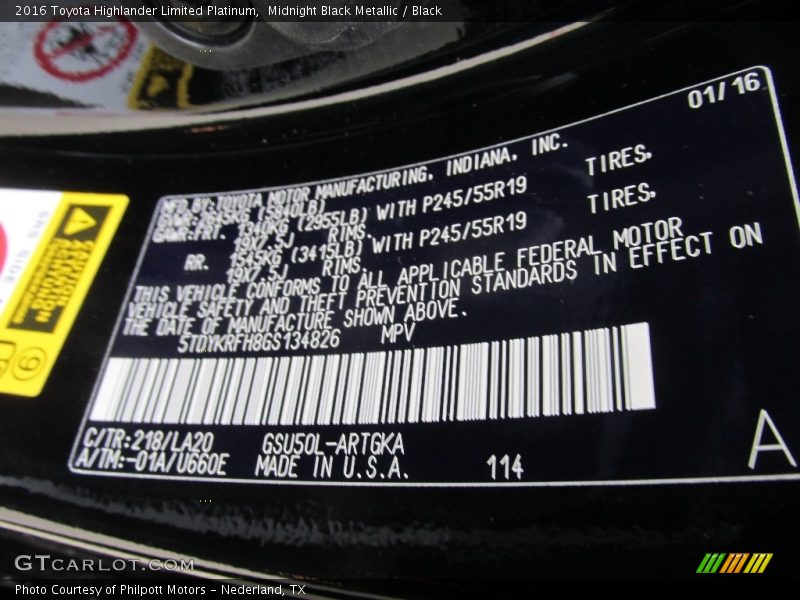 2016 Toyota Highlander Limited Platinum, Midnight Black Metallic / Black
01/16
MFD BY: TOYOTA MOTOR MANUFACTURING, INDIANA, INC.
(5840LB)
GAWR:FRT. 1340KG (2955LB) WITH P245/55R19 TIRES,
19X7.5J RIMS.
RR. 1545KG (3415LB) WITH P245/55R19 TIRES,
19X7.5J RIMS.
THIS VEHICLE CONFORMS TO ALL APPLICABLE FEDERAL MOTOR
VEHICLE SAFETY AND THEFT PREVENTION STANDARDS IN EFFECT ON
THE DATE OF MANUFACTURE SHOWN ABOVE.
5TDYKRFH86S134826 MPV
C/TR:218/LA20 GSU50L-ARTGKA
A/TM:-01A/U660E MADE IN U.S.A. 114
A
SRS SIDE
GTCARLOT.COM
Photo Courtesy of Philpott Motors - Nederland, TX